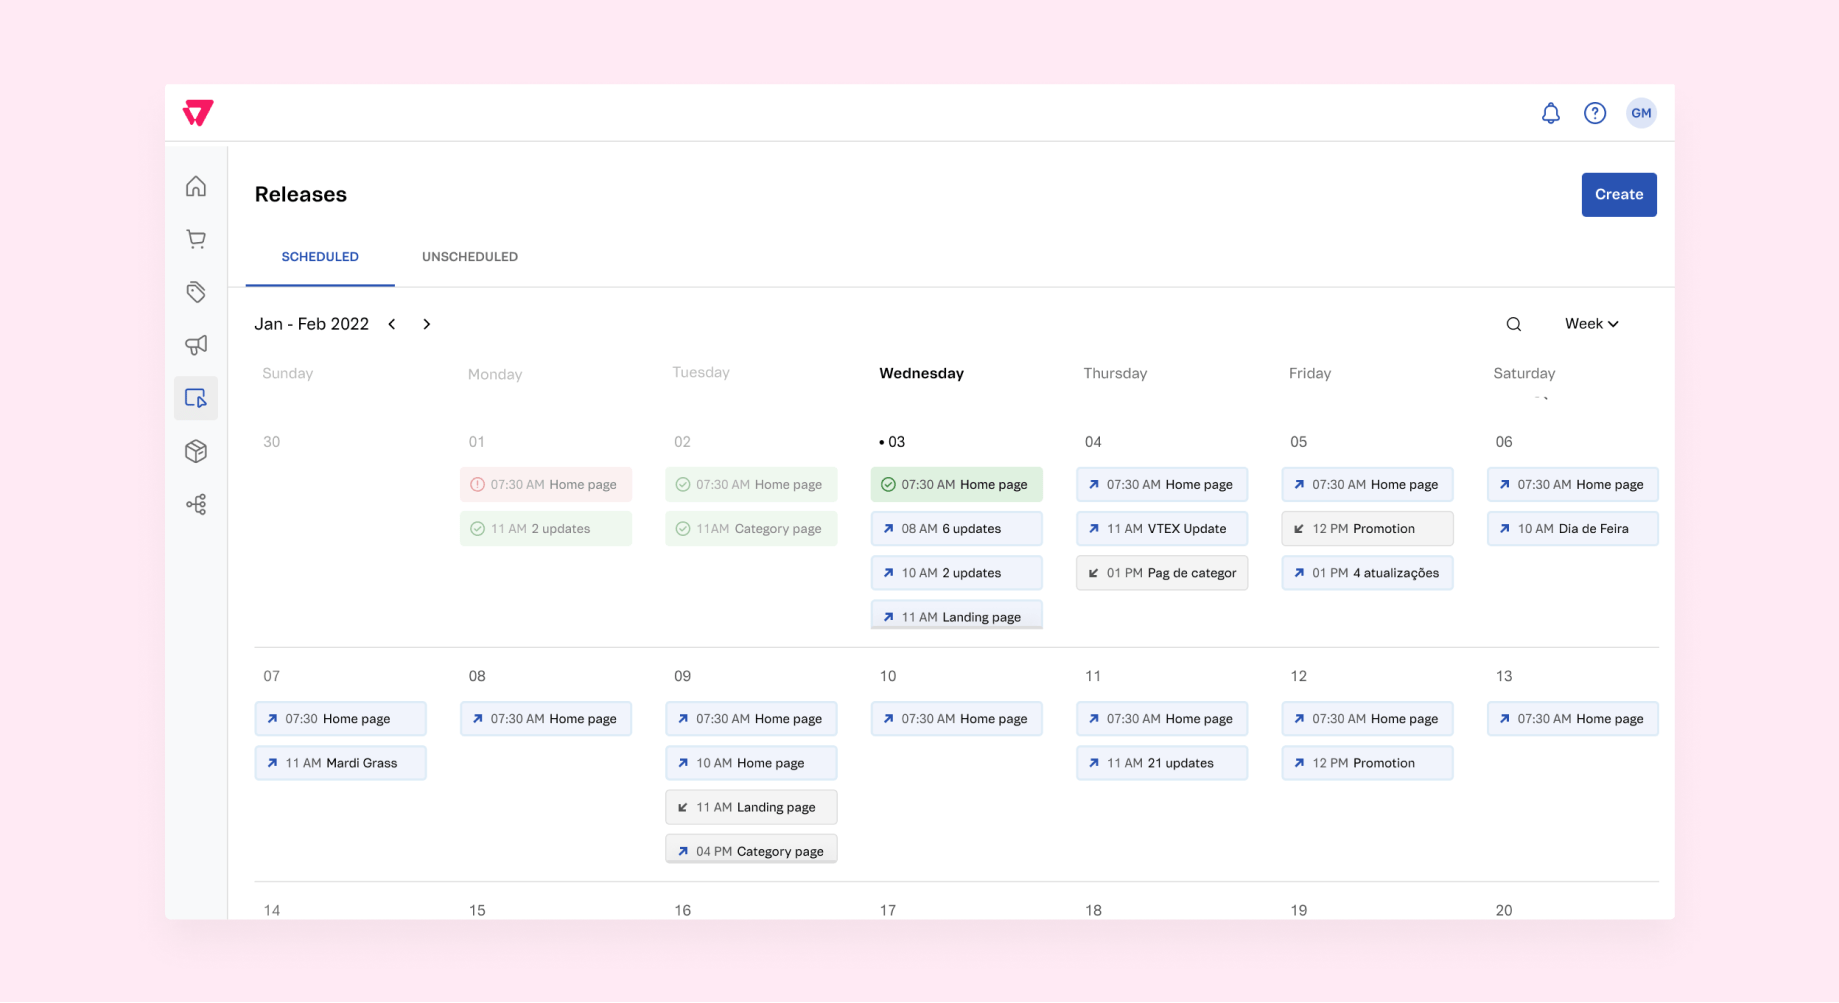 GM
Releases
Create
SCHEDULED
UNSCHEDULED
Jan - Feb 2022
Week
Sunday
Monday
Tuesday
Wednesday
Thursday
Friday
Saturday
30
01
02
• 03
04
05
06
07:30 AM Home page
07:30 AM Home page
07:30 AM Home page
07:30 AM Home page
07:30 AM Home page
07:30 AM Home page
11 AM 2 updates
11AM Category page
08 AM 6 updates
11 AM VTEX Update
12 PM Promotion
10 AM Dia de Feira
10 AM 2 updates
01 PM Pag de categor
01 PM 4 atualizações
11 AM Landing page
07
08
09
10
11
12
13
07:30 Home page
07:30 AM Home page
07:30 AM Home page
07:30 AM Home page
07:30 AM Home page
07:30 AM Home page
07:30 AM Home page
11 AM Mardi Grass
10 AM Home page
11 AM 21 updates
12 PM Promotion
11 AM Landing page
04 PM Category page
14
15
16
17
18
19
20